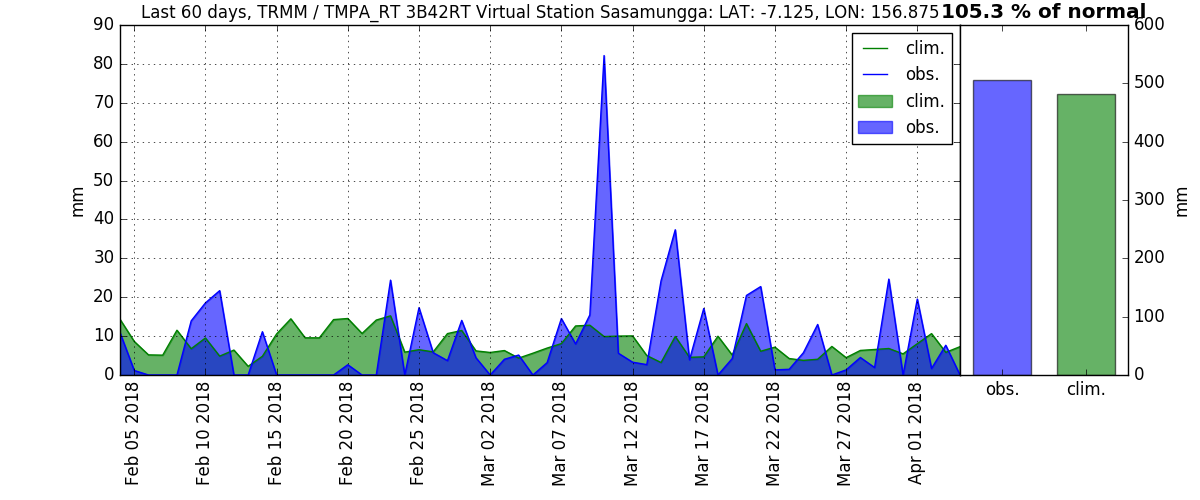 Last 60 days, TRMM / TMPA_RT 3B42RT Virtual Station Sasamungga: LAT: -7.125, LON: 156.875
105.3 % of normal
90
80
70
60
50
40
30
20
10
0
mm
clim.
obs.
clim.
obs.
600
500
400
300
200
100
0
mm
Feb 05 2018
Feb 10 2018
Feb 15 2018
Feb 20 2018
Feb 25 2018
Mar 02 2018
Mar 07 2018
Mar 12 2018
Mar 17 2018
Mar 22 2018
Mar 27 2018
Apr 01 2018
obs.
clim.